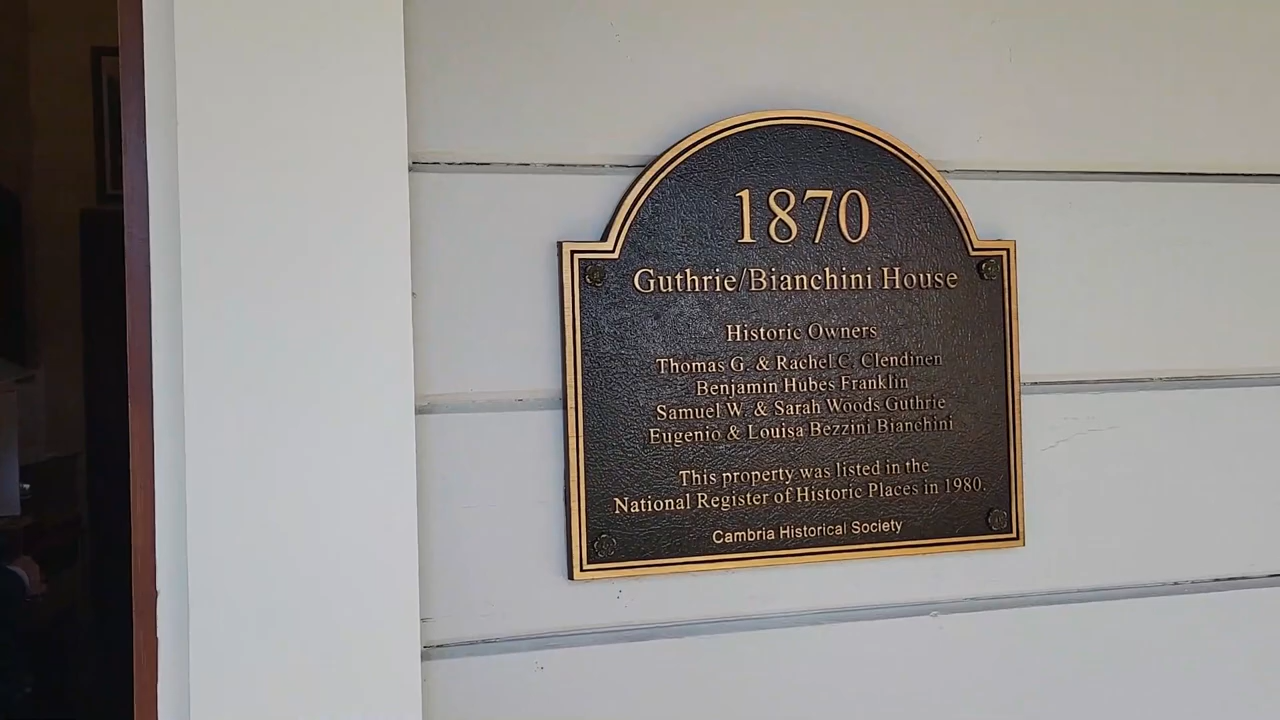 1870
Guthrie/Bianchini House
Historic Owners
Thomas G. & Rachel C. Clendinen
Benjamin Hubes Franklin
Samuel W. & Sarah Woods Guthrie
Eugenio & Louisa Bezzini Bianchini
This property was listed in the
National Register of Historic Places in 1980.
Cambria Historical Society